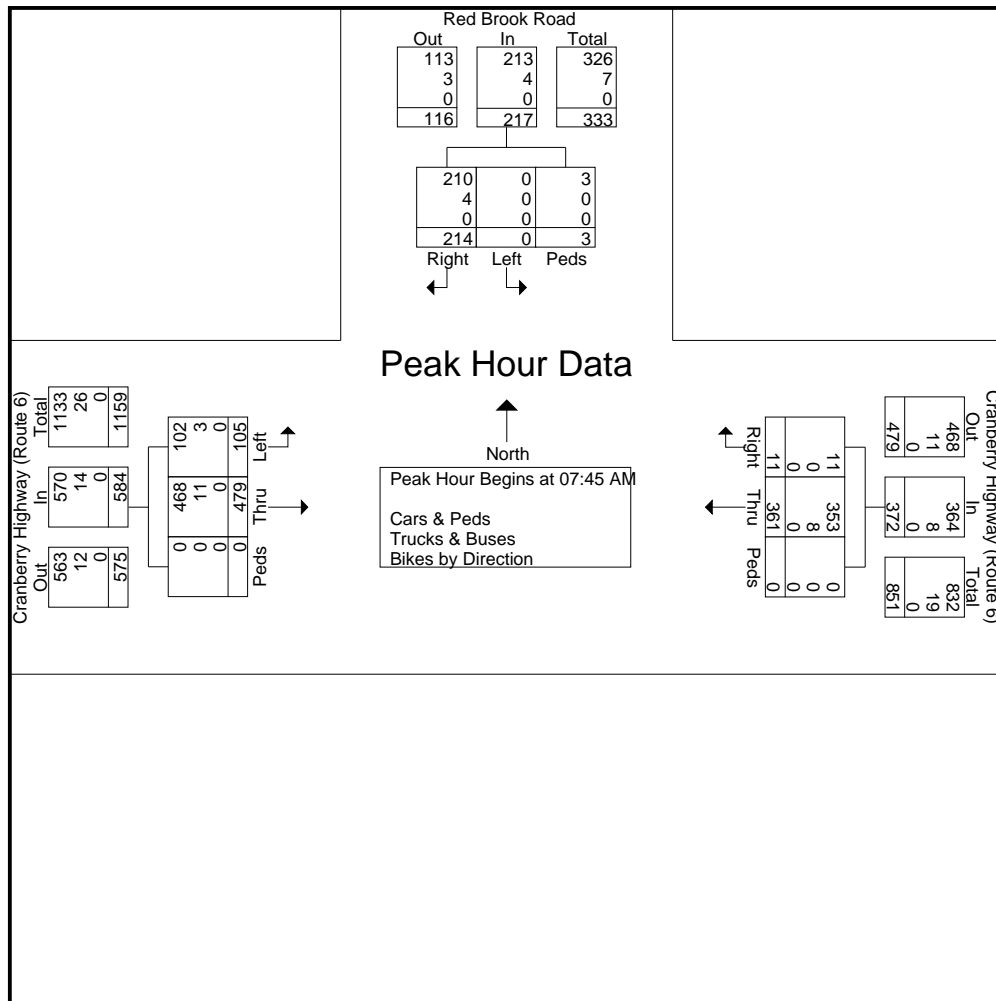 Red Brook Road
Out In Total
113 213 326
3 4 7
0 0 0
116 217 333
210 0 3
4 0 0
0 0 0
214 0 3
Right Left Peds
Peak Hour Data
North
Peak Hour Begins at 07:45 AM
Cars & Peds
Trucks & Buses
Bikes by Direction
Cranberry Highway (Route 6)
Out In Total
563 570 1133
12 14 26
0 0 0
575 584 1159
Peds Thru Left
0 468 102
0 11 3
0 0 0
0 479 105
Cranberry Highway (Route 6)
Out In Total
468 364 832
11 8 19
0 0 0
479 372 851
11 353 0
0 8 0
0 0 0
11 361 0
Right Thru Peds